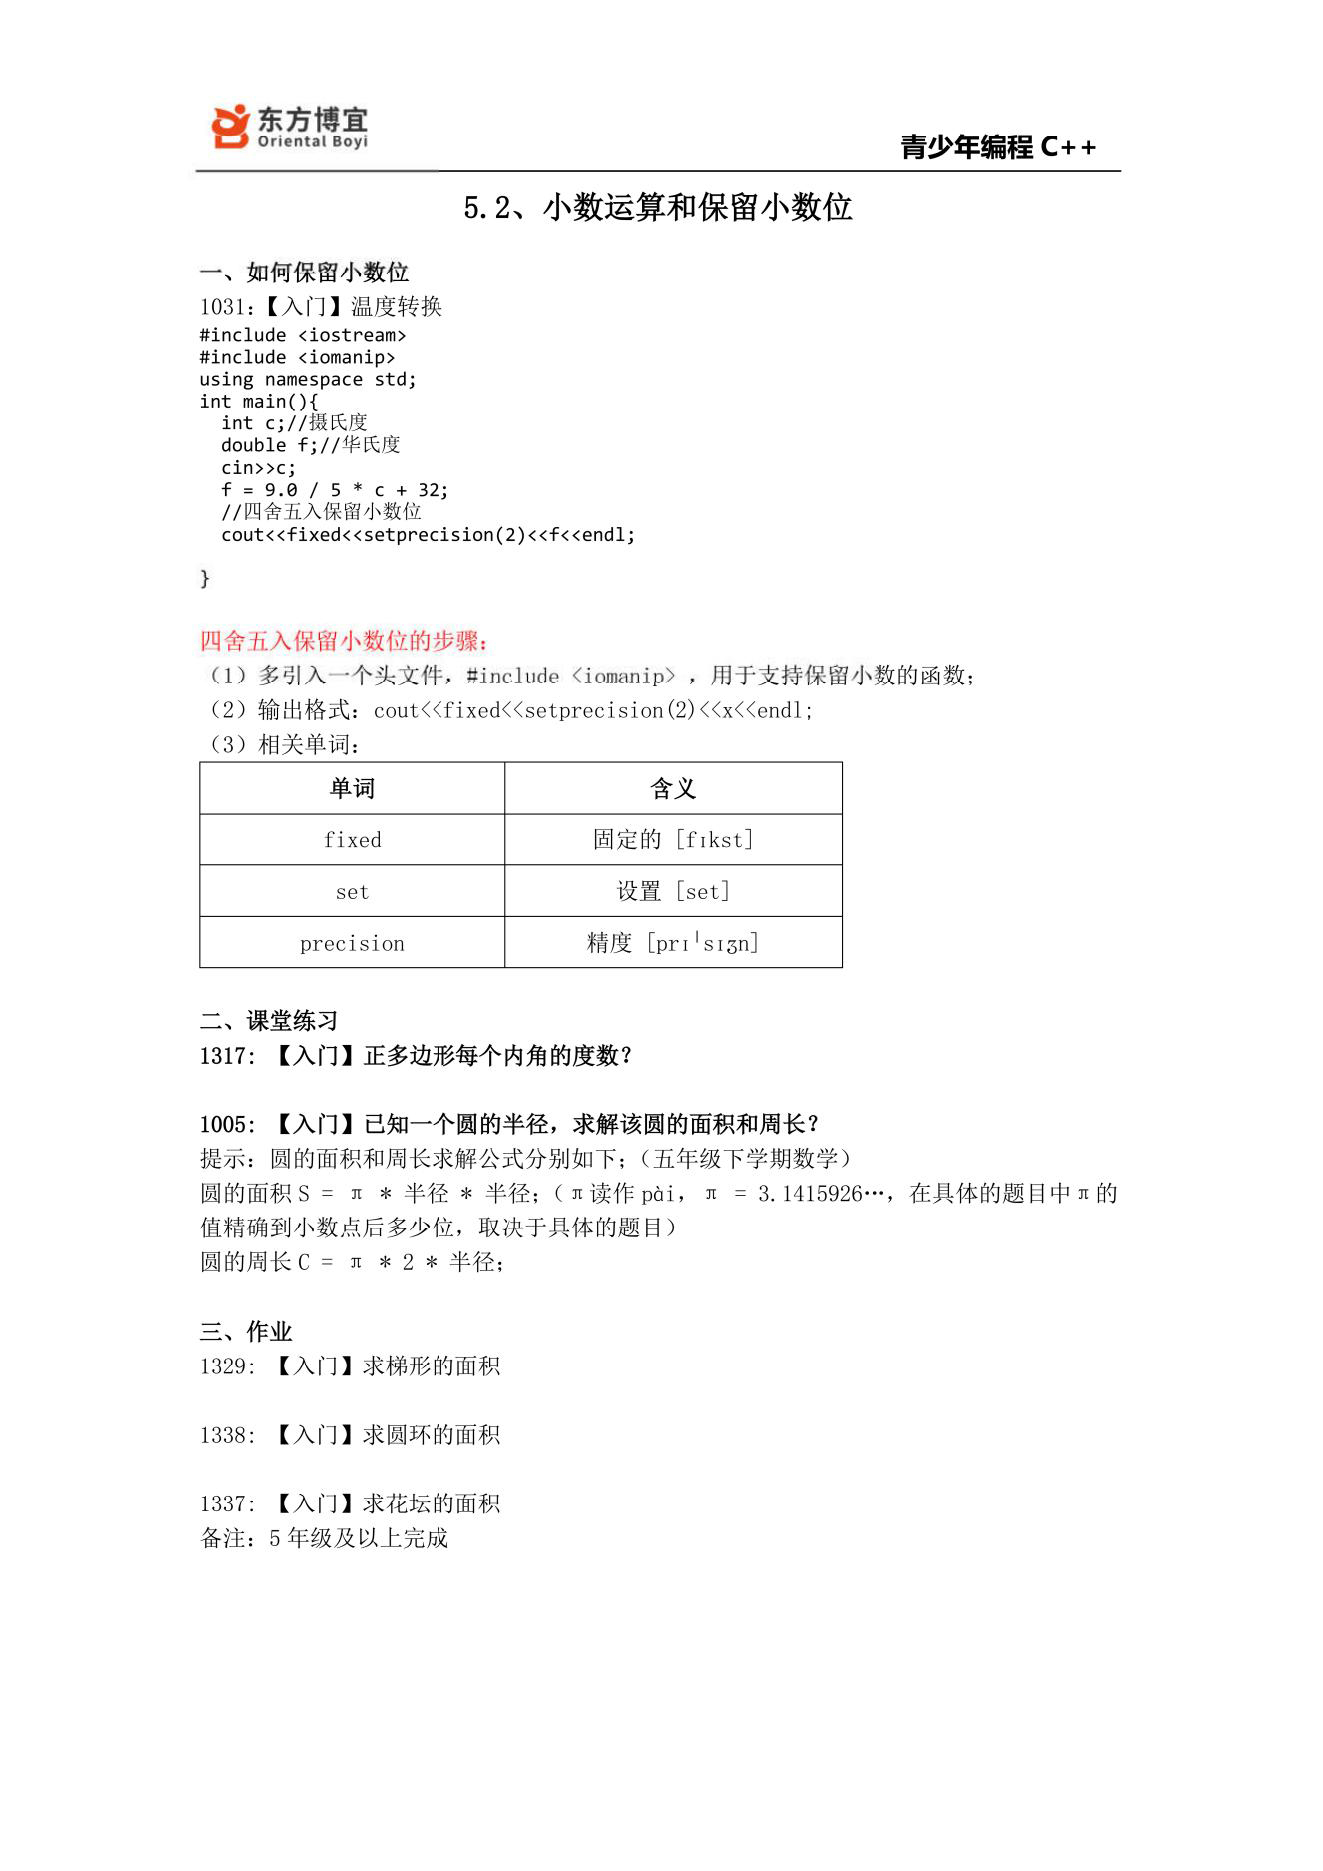 东方博宜
Oriental Boyi
青少年编程 C++
5.2、小数运算和保留小数位
一、如何保留小数位
1031:【入门】温度转换
#include <iostream>
#include <iomanip>
using namespace std;
int main(){
  int c;//摄氏度
  double f;//华氏度
  cin>>c;
  f = 9.0 / 5 * c + 32;
  //四舍五入保留小数位
  cout<<fixed<<setprecision(2)<<f<<endl;
}
四舍五入保留小数位的步骤：
（1）多引入一个头文件，#include <iomanip> ，用于支持保留小数的函数；
（2）输出格式：cout<<fixed<<setprecision(2)<<x<<endl;
（3）相关单词：
单词 含义
fixed 固定的 [fɪkst]
set 设置 [set]
precision 精度 [prɪˈsɪʒn]
二、课堂练习
1317: 【入门】正多边形每个内角的度数？
1005: 【入门】已知一个圆的半径，求解该圆的面积和周长？
提示：圆的面积和周长求解公式分别如下；（五年级下学期数学）
圆的面积 S = π * 半径 * 半径；（π读作 pài， π = 3.1415926…，在具体的题目中π的
值精确到小数点后多少位，取决于具体的题目）
圆的周长 C = π * 2 * 半径；
三、作业
1329: 【入门】求梯形的面积
1338: 【入门】求圆环的面积
1337: 【入门】求花坛的面积
备注：5 年级及以上完成